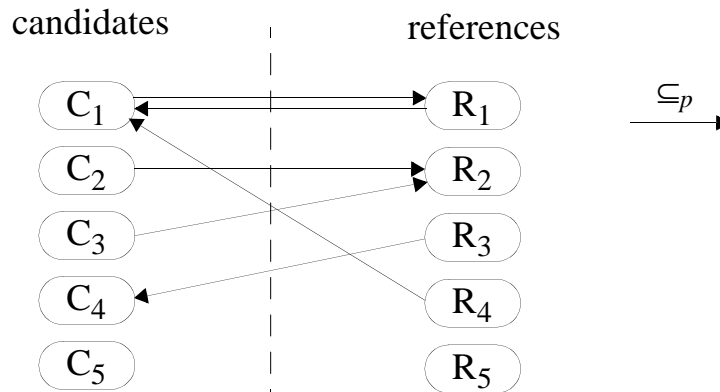 candidates references
C₁ R₁ ⊆ₚ
C₂ R₂
C₃ R₃
C₄ R₄
C₅ R₅